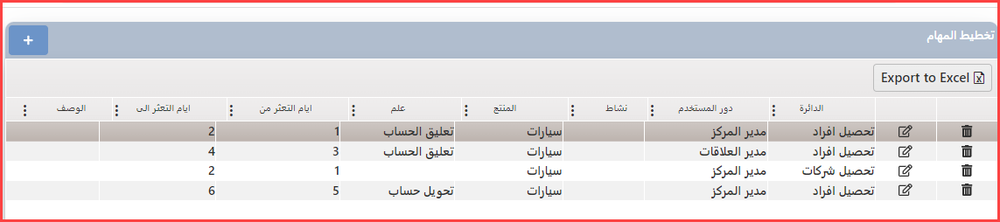 تخطيط المهام
+
Export to Excel
الدائرة دور المستخدم نشاط المنتج علم ايام التعثر من ايام التعثر الى الوصف
تحصيل افراد مدير المركز سيارات تعليق الحساب 1 2
تحصيل افراد مدير العلاقات سيارات تعليق الحساب 3 4
تحصيل شركات مدير المركز سيارات 1 2
تحصيل افراد مدير المركز سيارات تحويل حساب 5 6